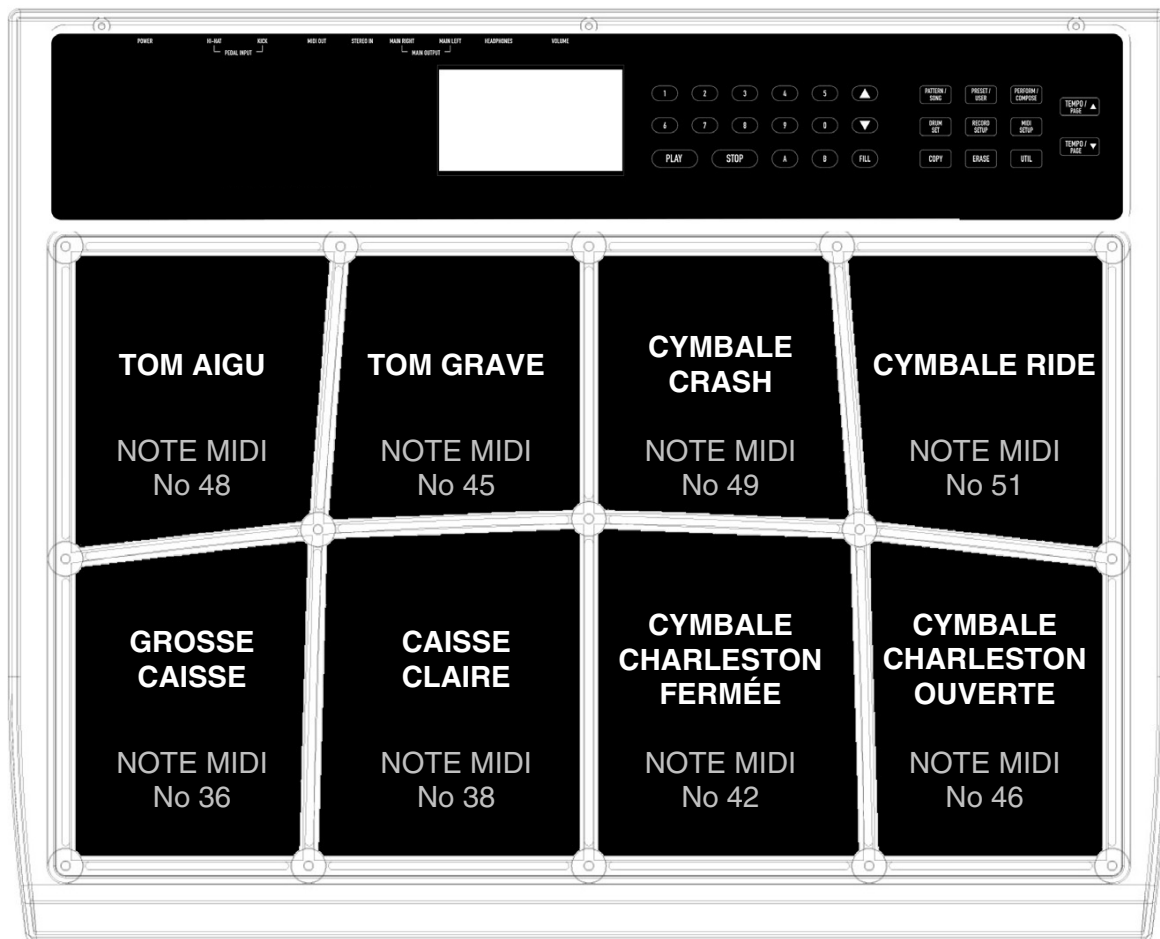 POWER
HI-HAT
KICK
PEDAL INPUT
MIDI OUT
STEREO IN
MAIN RIGHT
MAIN LEFT
MAIN OUTPUT
HEADPHONES
VOLUME
1 2 3 4 5
6 7 8 9 0
PLAY STOP A B FILL
PATTERN /
SONG
PRESET /
USER
PERFORM /
COMPOSE
DRUM
SET
RECORD
SETUP
MIDI
SETUP
COPY ERASE UTIL
TEMPO /
PAGE
TEMPO /
PAGE
TOM AIGU
NOTE MIDI
No 48
TOM GRAVE
NOTE MIDI
No 45
CYMBALE
CRASH
NOTE MIDI
No 49
CYMBALE RIDE
NOTE MIDI
No 51
GROSSE
CAISSE
NOTE MIDI
No 36
CAISSE
CLAIRE
NOTE MIDI
No 38
CYMBALE
CHARLESTON
FERMÉE
NOTE MIDI
No 42
CYMBALE
CHARLESTON
OUVERTE
NOTE MIDI
No 46